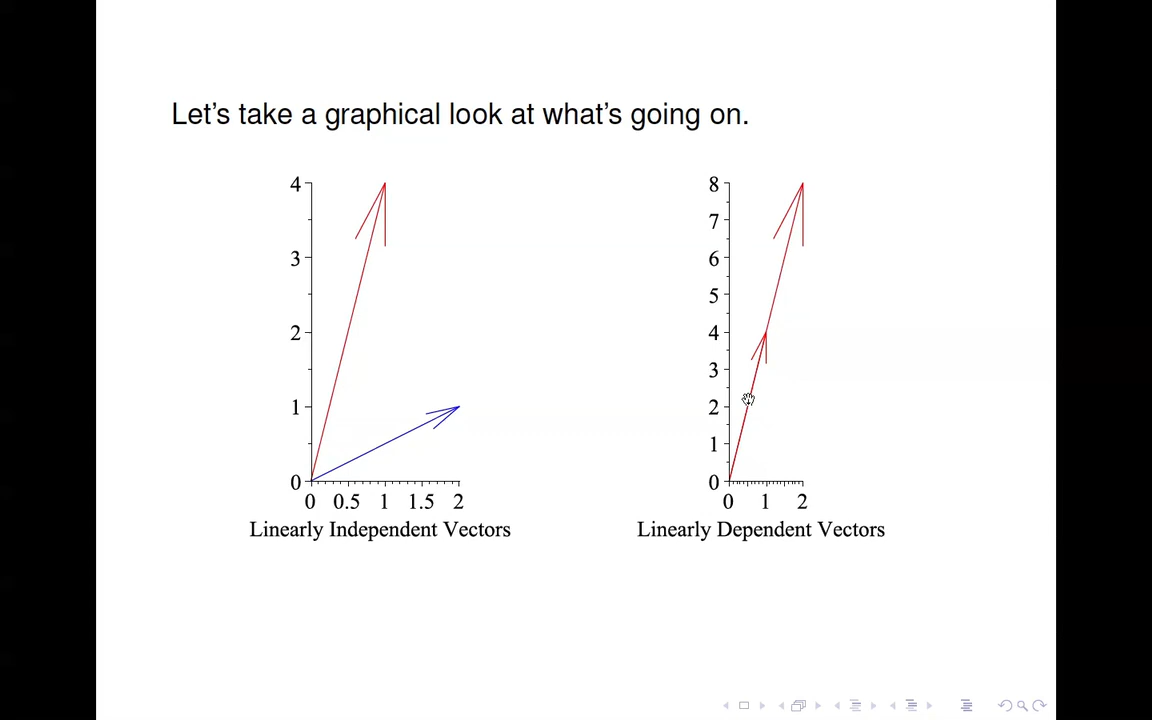 Let's take a graphical look at what's going on.
4
3
2
1
0
0 0.5 1 1.5 2
Linearly Independent Vectors
8
7
6
5
4
3
2
1
0
0 1 2
Linearly Dependent Vectors